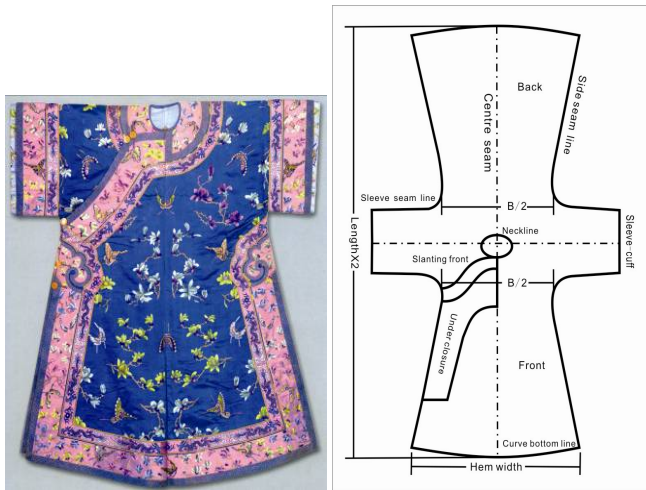 Back
Side seam line
Centre seam
Sleeve seam line
B/2
Neckline
Sleeve-cuff
LengthX2
Slanting front
B/2
Under closure
Front
Curve bottom line
Hem width